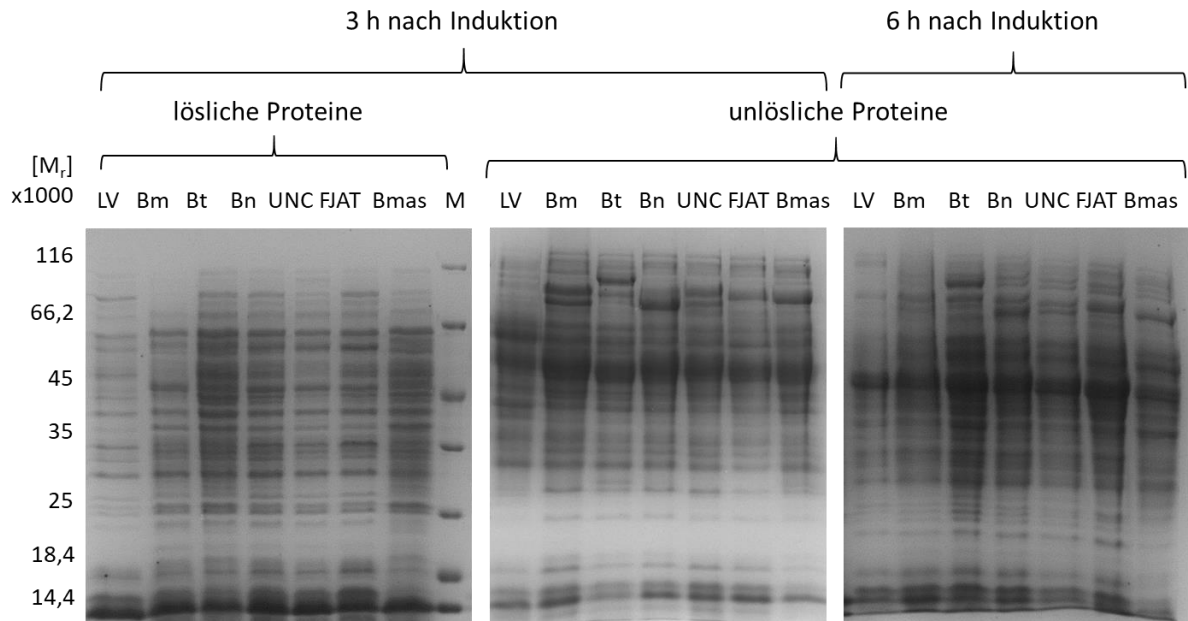 3 h nach Induktion
6 h nach Induktion
lösliche Proteine
unlösliche Proteine
[Mr]
x1000
LV Bm Bt Bn UNC FJAT Bmas M
LV Bm Bt Bn UNC FJAT Bmas
LV Bm Bt Bn UNC FJAT Bmas
116
66,2
45
35
25
18,4
14,4